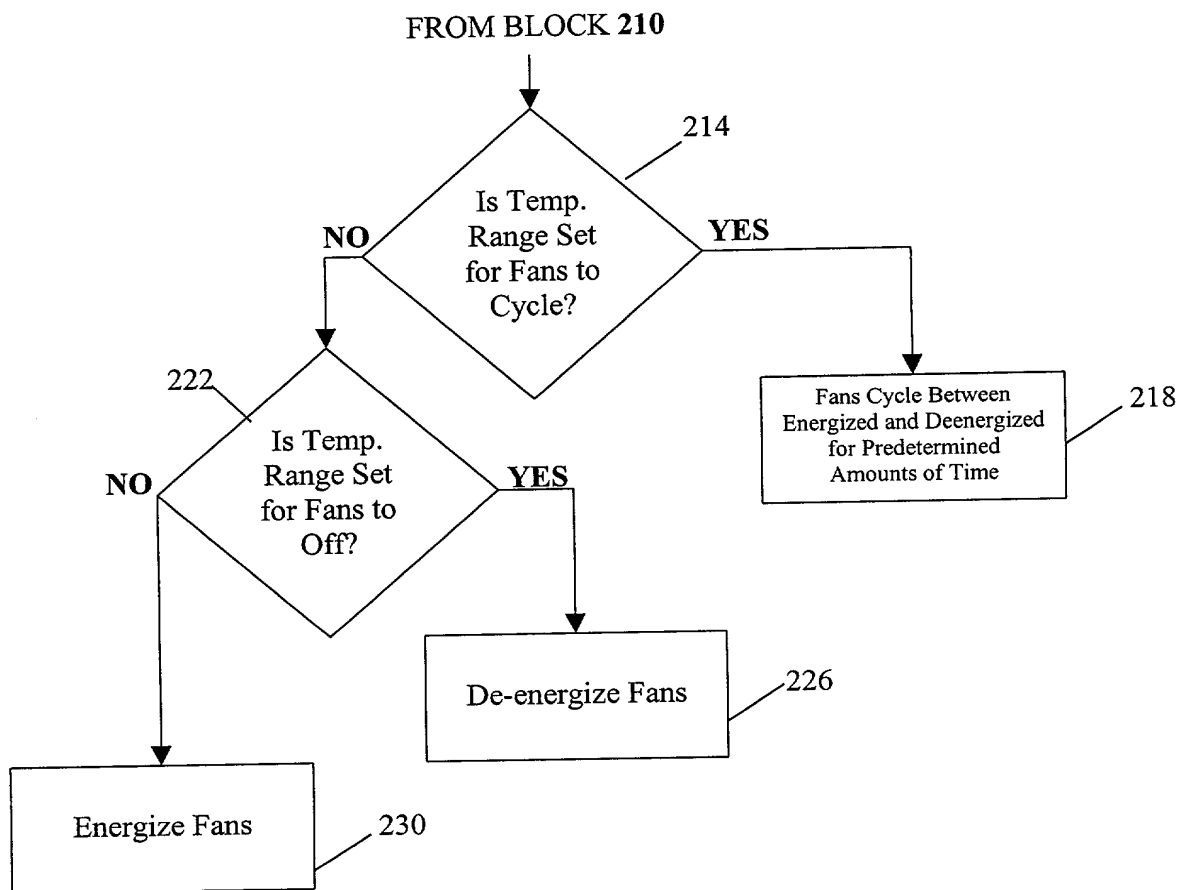 FROM BLOCK 210
214
Is Temp.
Range Set
for Fans to
Cycle?
NO
YES
222
Is Temp.
Range Set
for Fans to
Off?
NO
YES
Fans Cycle Between
Energized and Deenergized
for Predetermined
Amounts of Time
218
De-energize Fans
226
Energize Fans
230